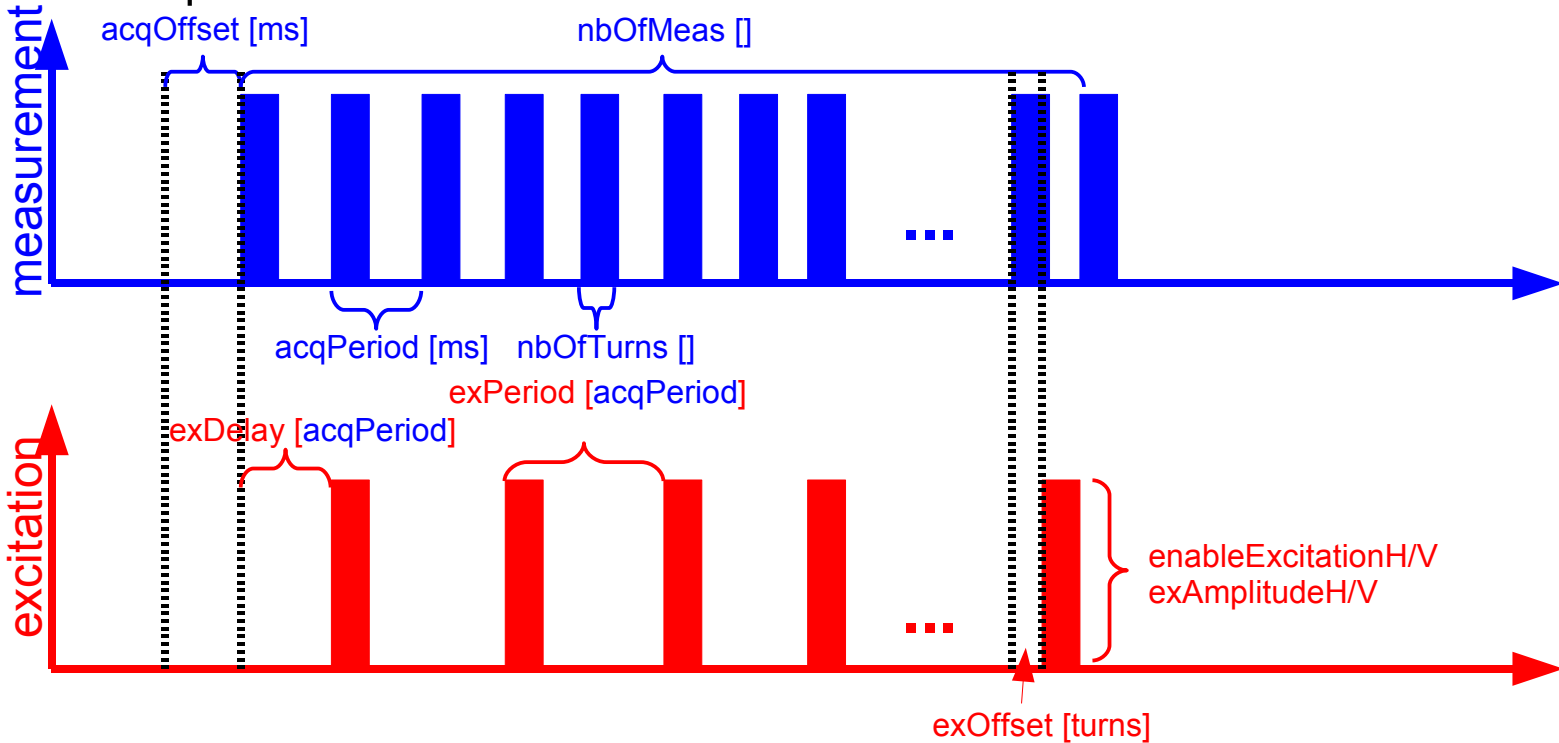 acqOffset [ms]
nbOfMeas []
measurement
...
acqPeriod [ms]
nbOfTurns []
exPeriod [acqPeriod]
exDelay [acqPeriod]
excitation
enableExcitationH/V
exAmplitudeH/V
...
exOffset [turns]